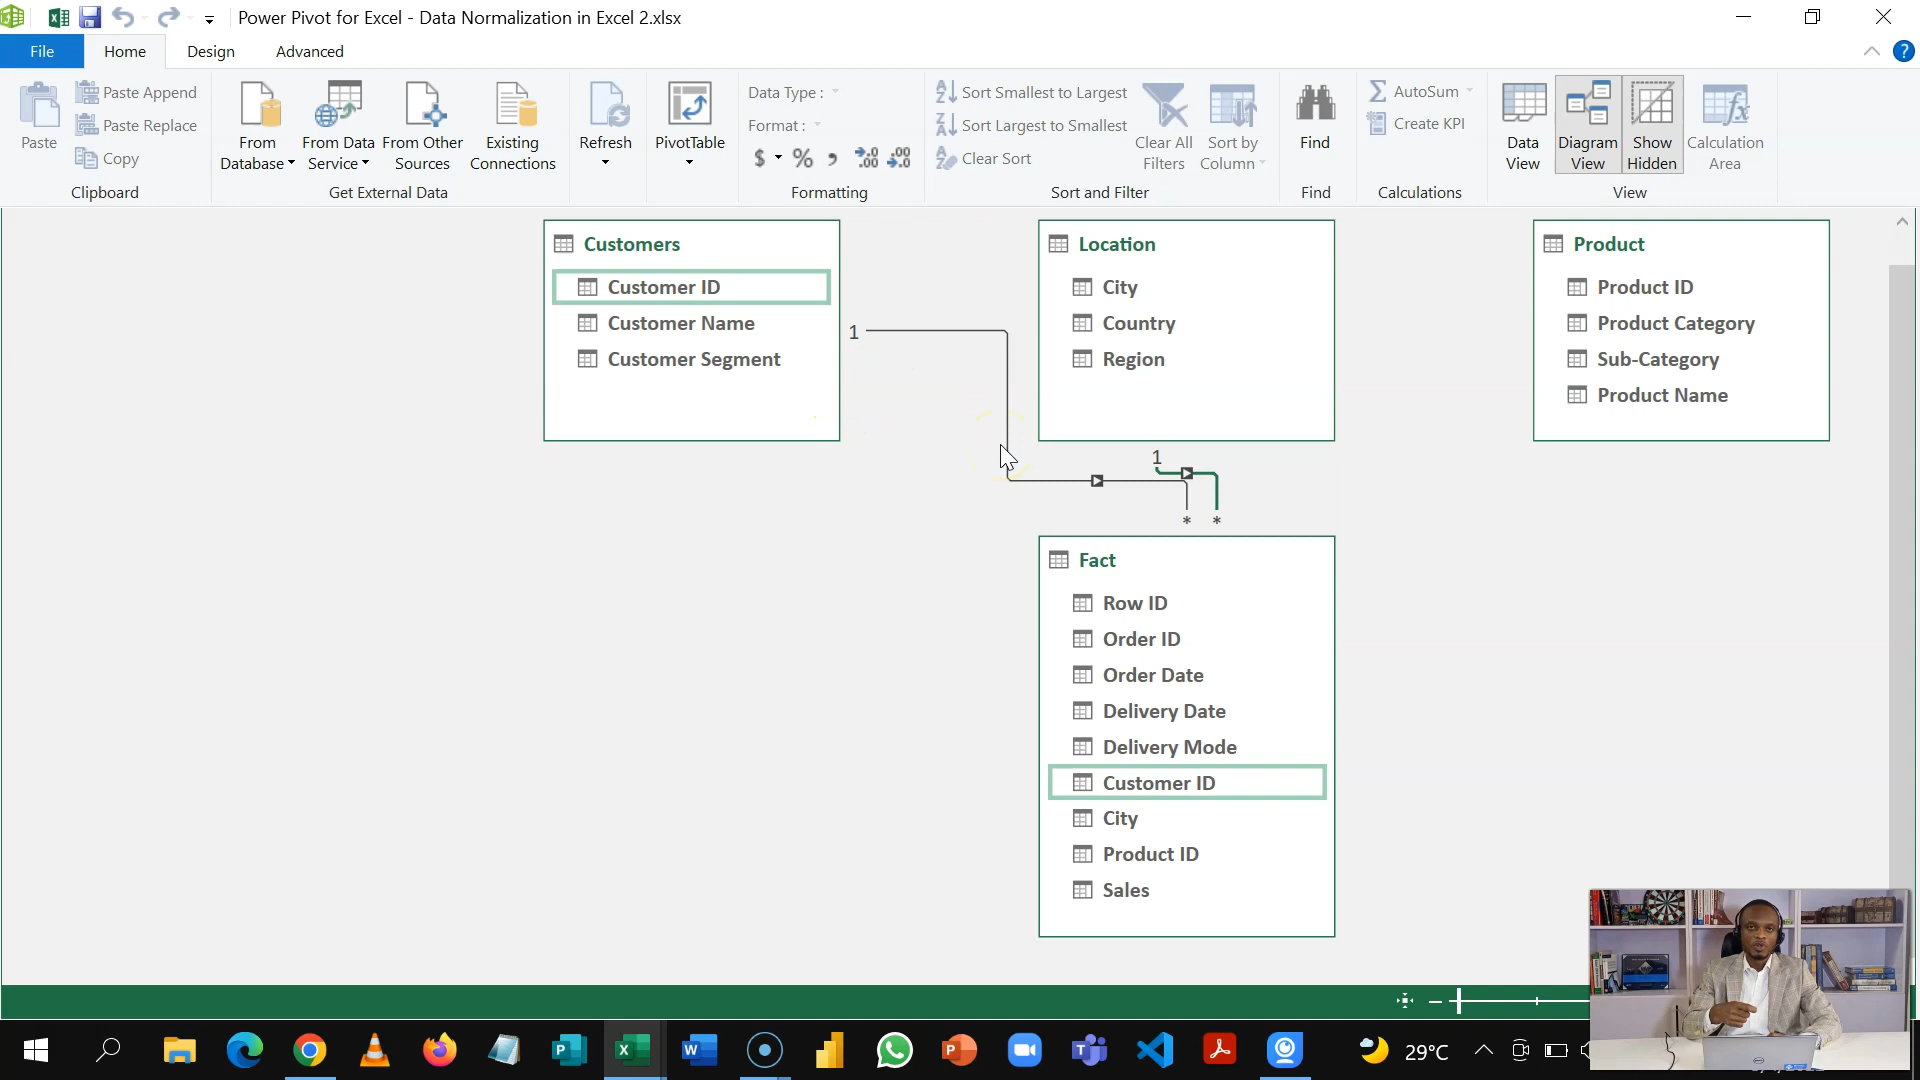 Power Pivot for Excel - Data Normalization in Excel 2.xlsx
File Home Design Advanced
Paste
Paste Append
Paste Replace
Copy
Clipboard
From Database
From Data Service
From Other Sources
Existing Connections
Get External Data
Refresh
PivotTable
Data Type :
Format :
$ % ,
Formatting
Sort Smallest to Largest
Sort Largest to Smallest
Clear Sort
Clear All Filters
Sort by Column
Sort and Filter
Find
Find
AutoSum
Create KPI
Calculations
Data View
Diagram View
Show Hidden
Calculation Area
View
Customers
Customer ID
Customer Name
Customer Segment
1
Location
City
Country
Region
Product
Product ID
Product Category
Sub-Category
Product Name
1
* *
Fact
Row ID
Order ID
Order Date
Delivery Date
Delivery Mode
Customer ID
City
Product ID
Sales
29°C